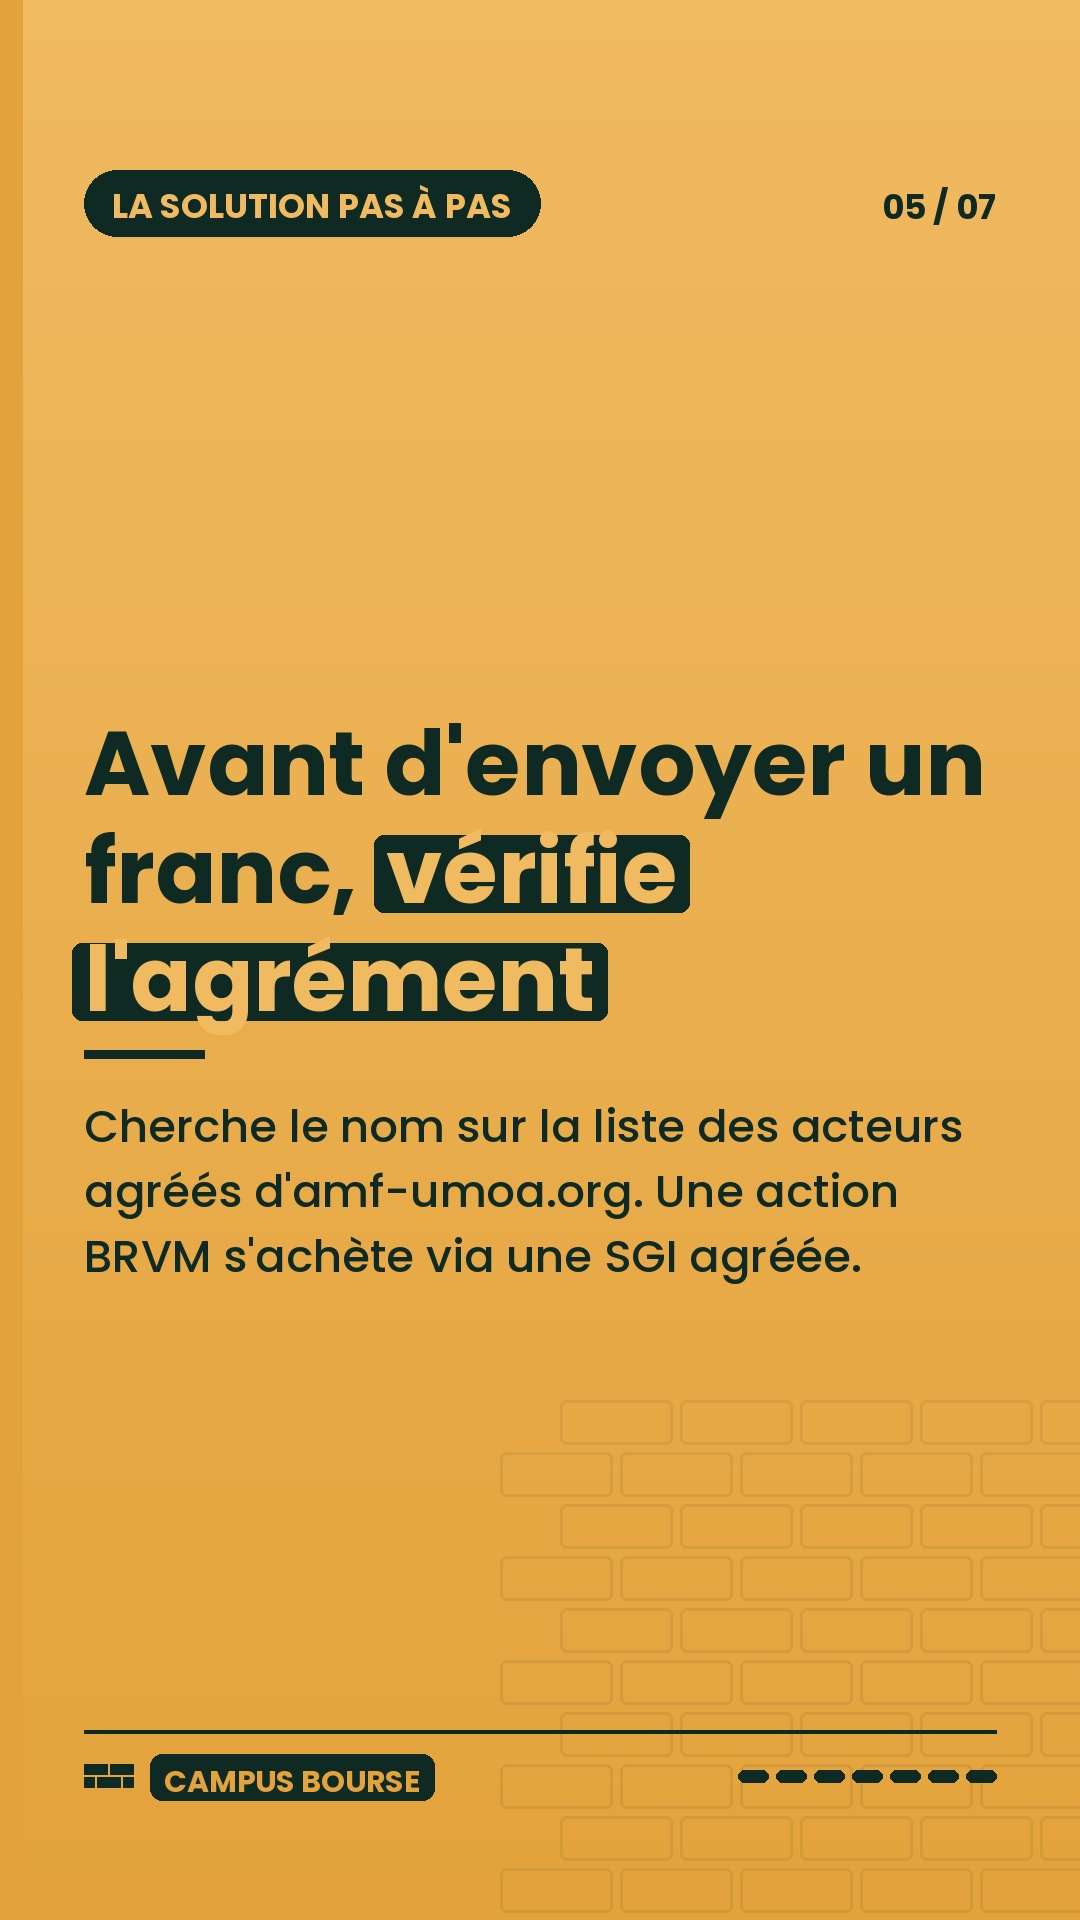 LA SOLUTION PAS À PAS
05 / 07
Avant d'envoyer un
franc, vérifie
l'agrément
Cherche le nom sur la liste des acteurs
agréés d'amf-umoa.org. Une action
BRVM s'achète via une SGI agréée.
CAMPUS BOURSE